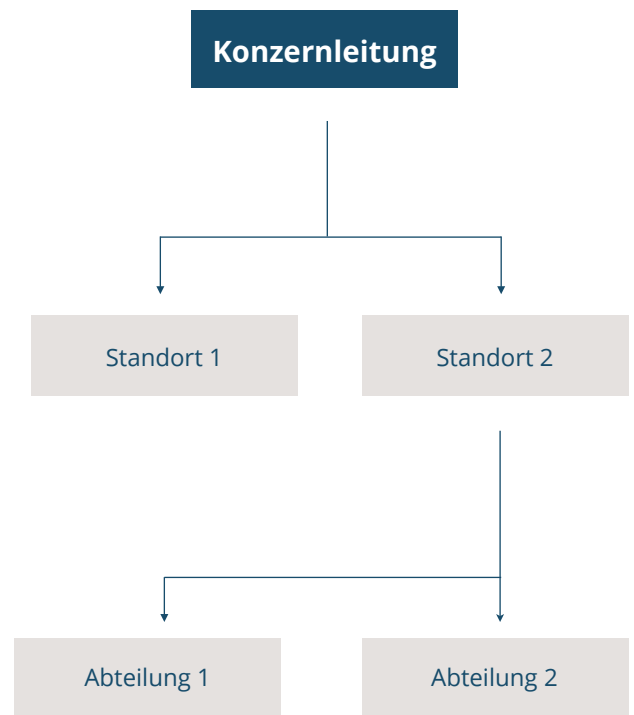 Konzernleitung
Standort 1
Standort 2
Abteilung 1
Abteilung 2